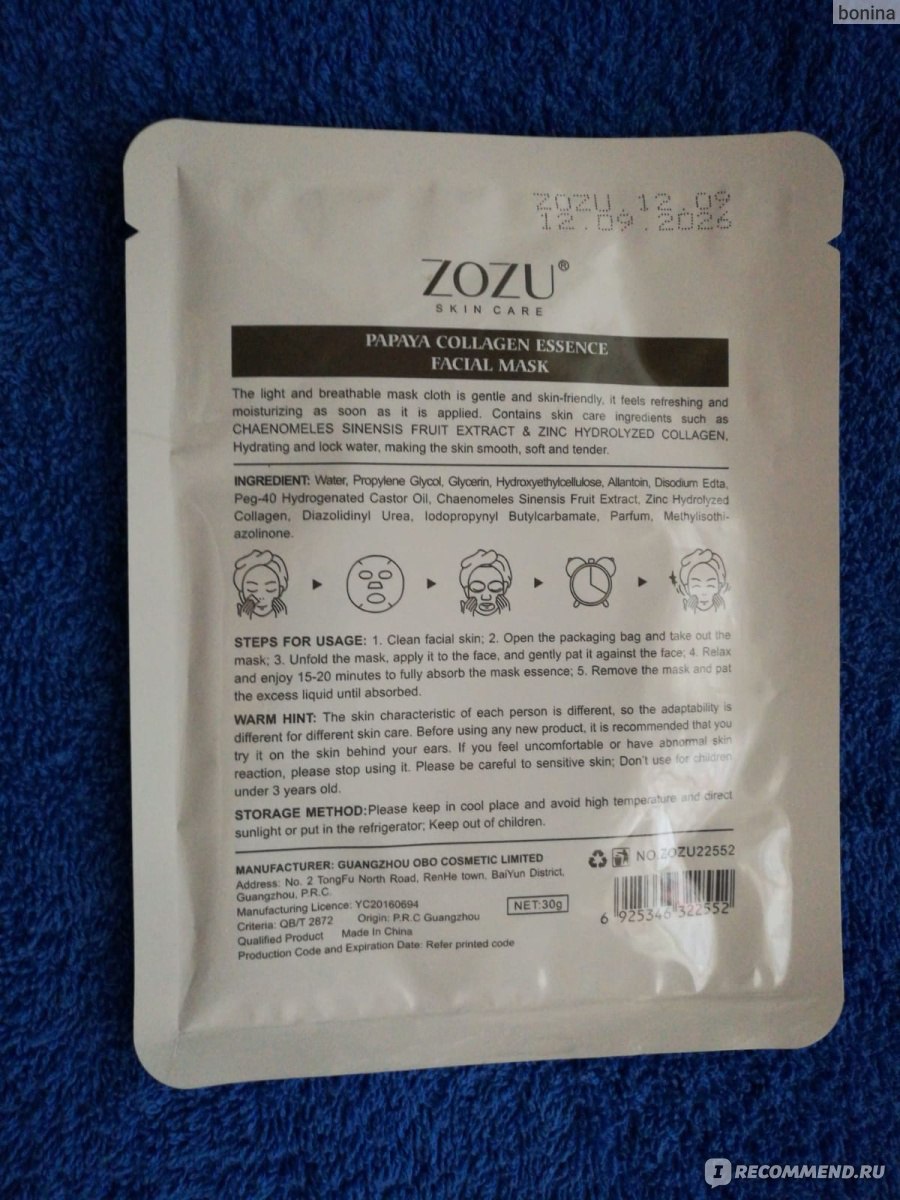 bonina
ZOZU 12.09
12.09.2026
ZOZU®
SKIN CARE
PAPAYA COLLAGEN ESSENCE
FACIAL MASK
The light and breathable mask cloth is gentle and skin-friendly, it feels refreshing and
moisturizing as soon as it is applied. Contains skin care ingredients such as
CHAENOMELES SINENSIS FRUIT EXTRACT & ZINC HYDROLYZED COLLAGEN,
Hydrating and lock water, making the skin smooth, soft and tender.
INGREDIENT: Water, Propylene Glycol, Glycerin, Hydroxyethylcellulose, Allantoin, Disodium Edta,
Peg-40 Hydrogenated Castor Oil, Chaenomeles Sinensis Fruit Extract, Zinc Hydrolyzed
Collagen, Diazolidinyl Urea, Iodopropynyl Butylcarbamate, Parfum, Methylisothi-
azolinone.
STEPS FOR USAGE: 1. Clean facial skin; 2. Open the packaging bag and take out the
mask; 3. Unfold the mask, apply it to the face, and gently pat it against the face; 4. Relax
and enjoy 15-20 minutes to fully absorb the mask essence; 5. Remove the mask and pat
the excess liquid until absorbed.
WARM HINT: The skin characteristic of each person is different, so the adaptability is
different for different skin care. Before using any new product, it is recommended that you
try it on the skin behind your ears. If you feel uncomfortable or have abnormal skin
reaction, please stop using it. Please be careful to sensitive skin; Don't use for children
under 3 years old.
STORAGE METHOD:Please keep in cool place and avoid high temperature and direct
sunlight or put in the refrigerator; Keep out of children.
MANUFACTURER: GUANGZHOU OBO COSMETIC LIMITED
Address: No. 2 TongFu North Road, RenHe town, BaiYun District,
Guangzhou, P.R.C.
Manufacturing Licence: YC20160694
Criteria: QB/T 2872 Origin: P.R.C Guangzhou
Qualified Product Made In China
Production Code and Expiration Date: Refer printed code
NET:30g
NO.ZOZU22552
6 925346 322552
IRECOMMEND.RU